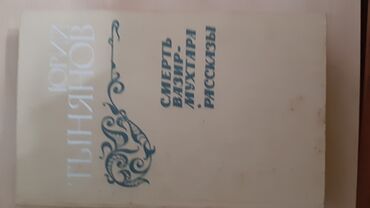 ЮРИЙ
ТЫНЯНОВ
СМЕРТЬ
ВАЗИР-
МУХТАРА
•
РАССКАЗЫ